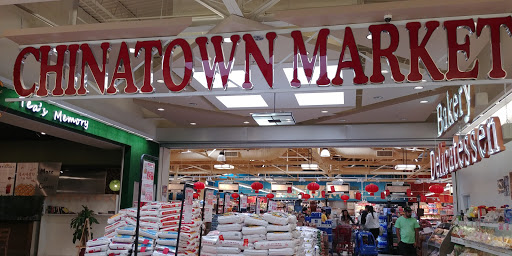 CHINATOWN MARKET
Tea's Memory
Bakery
Delicatessen